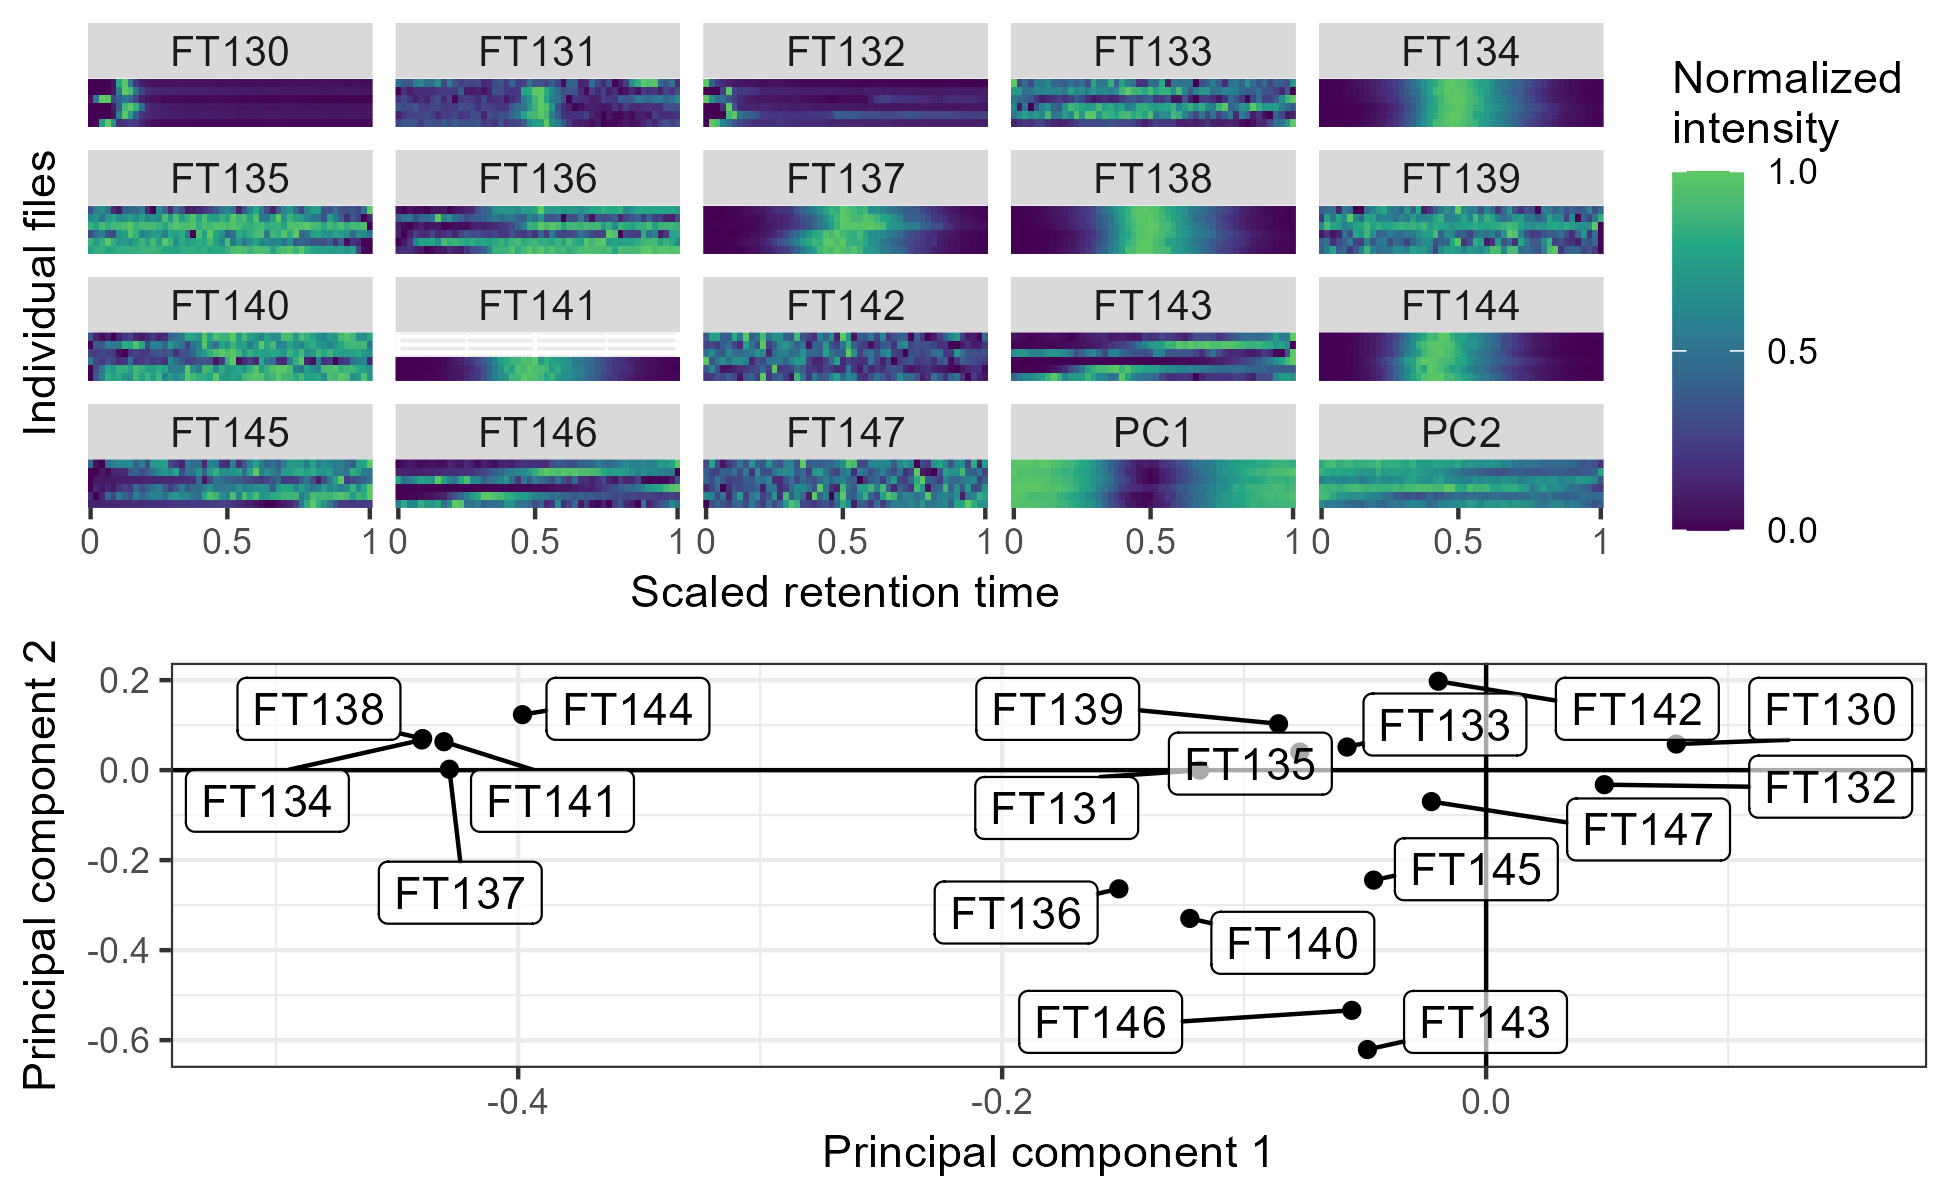 FT130 FT131 FT132 FT133 FT134
FT135 FT136 FT137 FT138 FT139
FT140 FT141 FT142 FT143 FT144
FT145 FT146 FT147 PC1 PC2
0 0.5 1 0 0.5 1 0 0.5 1 0 0.5 1 0 0.5 1
Scaled retention time
Individual files
Normalized
intensity
1.0
0.5
0.0
Principal component 2
0.2
0.0
-0.2
-0.4
-0.6
FT138 FT144 FT139 FT133 FT142 FT130
FT134 FT141 FT135 FT131 FT132
FT147
FT137 FT145
FT136 FT140
FT146 FT143
-0.4 -0.2 0.0
Principal component 1